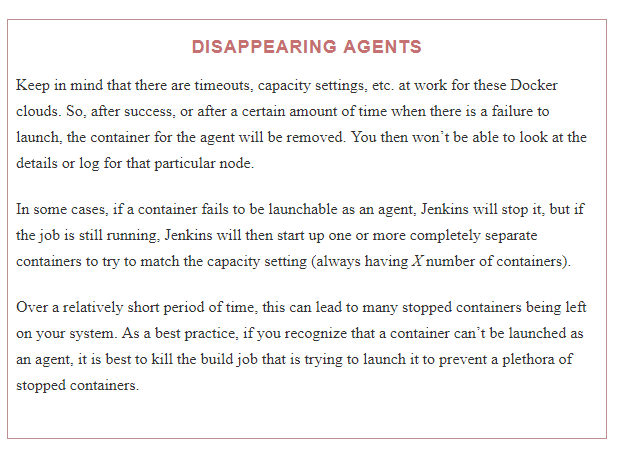 DISAPPEARING AGENTS
Keep in mind that there are timeouts, capacity settings, etc. at work for these Docker
clouds. So, after success, or after a certain amount of time when there is a failure to
launch, the container for the agent will be removed. You then won't be able to look at the
details or log for that particular node.
In some cases, if a container fails to be launchable as an agent, Jenkins will stop it, but if
the job is still running, Jenkins will then start up one or more completely separate
containers to try to match the capacity setting (always having X number of containers).
Over a relatively short period of time, this can lead to many stopped containers being left
on your system. As a best practice, if you recognize that a container can't be launched as
an agent, it is best to kill the build job that is trying to launch it to prevent a plethora of
stopped containers.